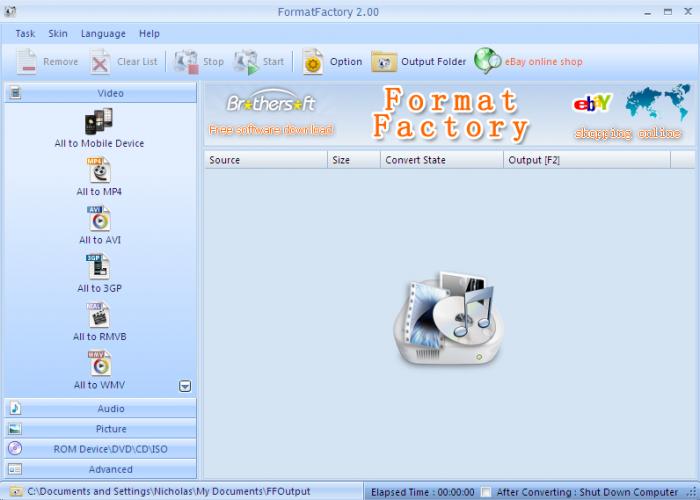 FormatFactory 2.00
Task Skin Language Help
Remove Clear List Stop Start Option Output Folder eBay online shop
Video
All to Mobile Device
MP4
All to MP4
AVI
All to AVI
3GP
All to 3GP
All to RMVB
WMV
All to WMV
Audio
Picture
ROM Device\DVD\CD\ISO
Advanced
Brothersoft
Free software download
Format
Factory
ebay
shopping online
Source Size Convert State Output [F2]
C:\Documents and Settings\Nicholas\My Documents\FFOutput
Elapsed Time : 00:00:00 After Converting : Shut Down Computer